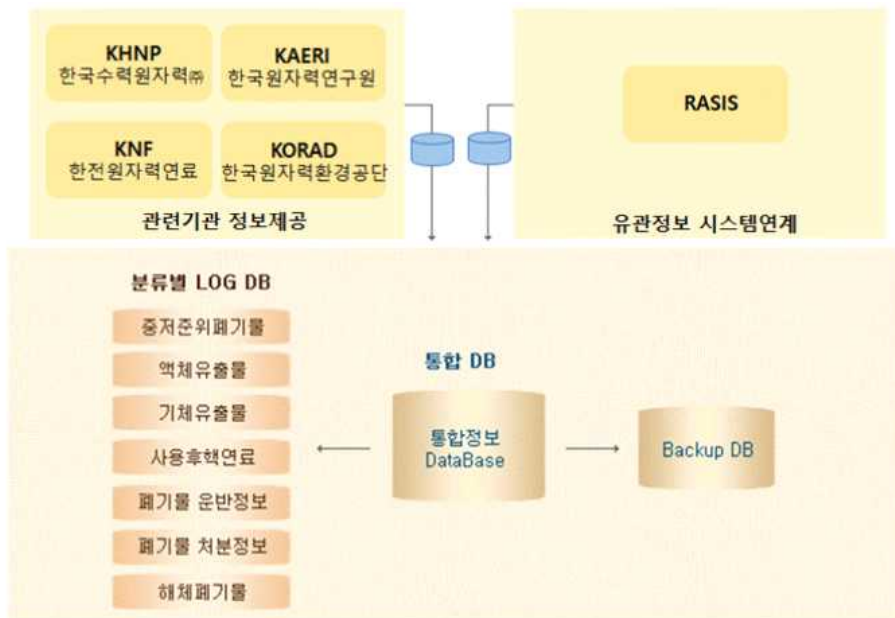 KHNP
한국수력원자력㈜
KAERI
한국원자력연구원
KNF
한전원자력연료
KORAD
한국원자력환경공단
관련기관 정보제공
RASIS
유관정보 시스템연계
분류별 LOG DB
중저준위폐기물
액체유출물
기체유출물
사용후핵연료
폐기물 운반정보
폐기물 처분정보
해체폐기물
통합 DB
통합정보
DataBase
Backup DB